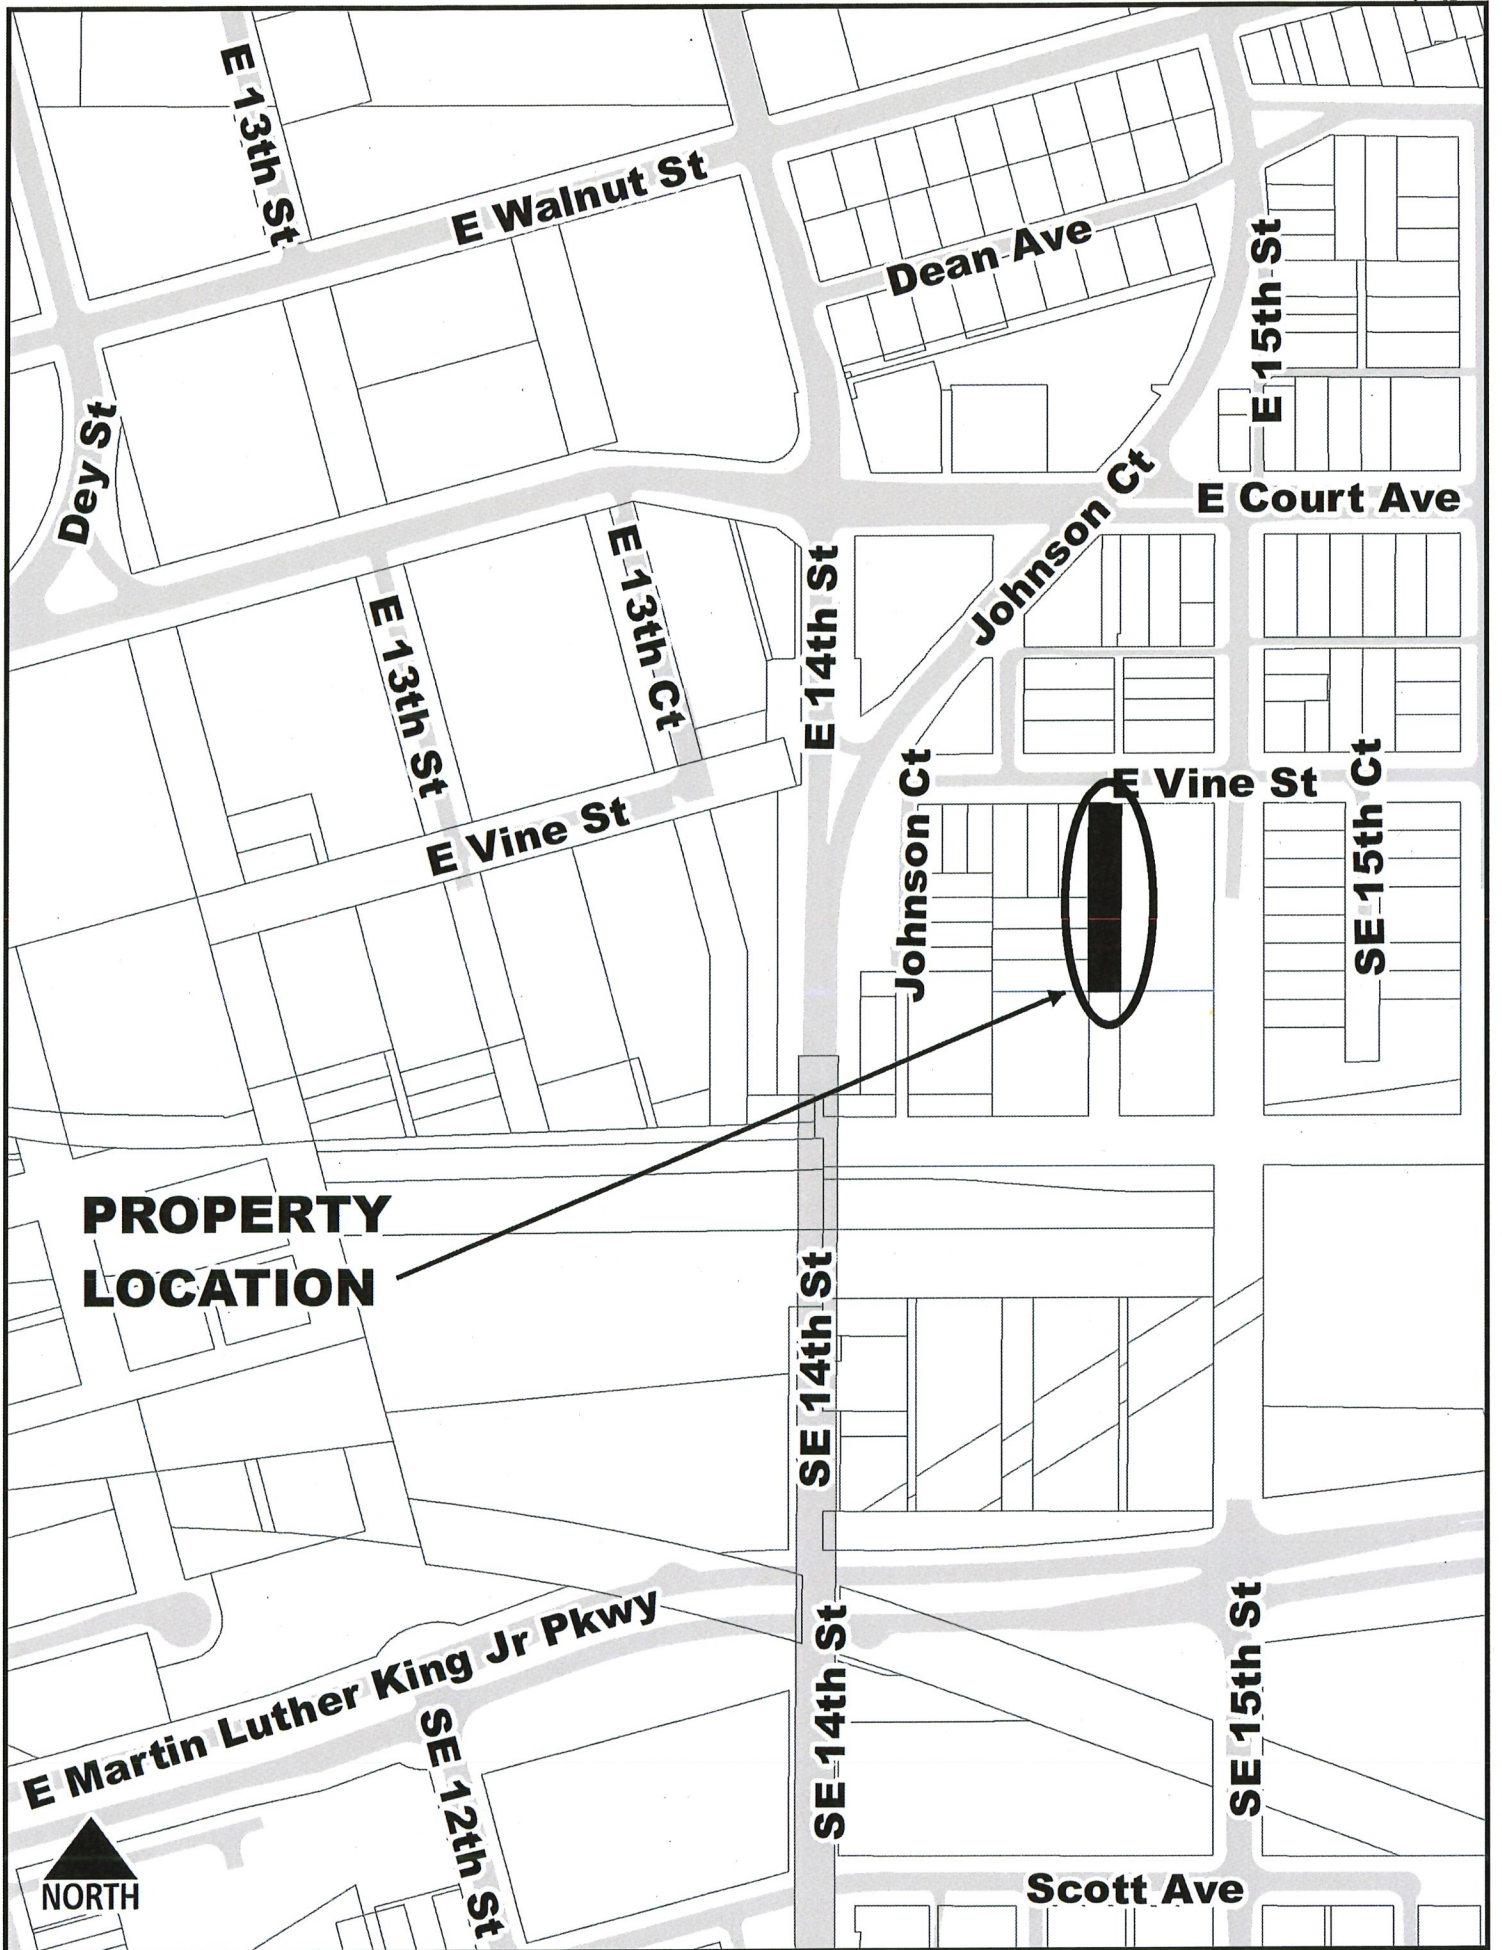 E 13th St
E Walnut St
Dean Ave
E 15th St
Dey St
E Court Ave
Johnson Ct
E 13th Ct
E 14th St
E 13th St
E Vine St
SE 15th Ct
Johnson Ct
E Vine St
PROPERTY
LOCATION
SE 14th St
E Martin Luther King Jr Pkwy
SE 14th St
SE 15th St
SE 12th St
NORTH
Scott Ave